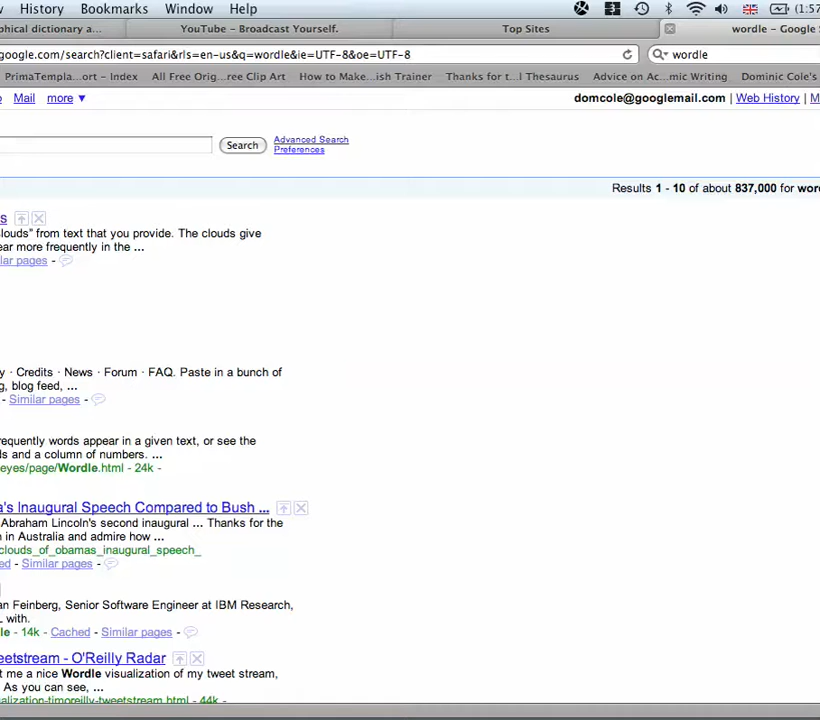 History Bookmarks Window Help (1:57
phical dictionary a... YouTube - Broadcast Yourself. Top Sites wordle - Google
google.com/search?client=safari&rls=en-us&q=wordle&ie=UTF-8&oe=UTF-8 wordle
PrimaTempla...ort - Index All Free Orig...ree Clip Art How to Make...ish Trainer Thanks for t...l Thesaurus Advice on Ac...mic Writing Dominic Cole's
Mail more ▼ domcole@googlemail.com | Web History | M
Search Advanced Search
Preferences
Results 1 - 10 of about 837,000 for wor
s
louds" from text that you provide. The clouds give
ear more frequently in the ...
lar pages -
y · Credits · News · Forum · FAQ. Paste in a bunch of
g, blog feed, ...
- Similar pages -
requently words appear in a given text, or see the
ds and a column of numbers. ...
eyes/page/Wordle.html - 24k -
a's Inaugural Speech Compared to Bush ...
Abraham Lincoln's second inaugural ... Thanks for the
n in Australia and admire how ...
clouds_of_obamas_inaugural_speech_
ed - Similar pages -
an Feinberg, Senior Software Engineer at IBM Research,
L with.
le - 14k - Cached - Similar pages -
eetstream - O'Reilly Radar
t me a nice Wordle visualization of my tweet stream,
As you can see, ...
alization-timoreilly-tweetstream.html - 44k -